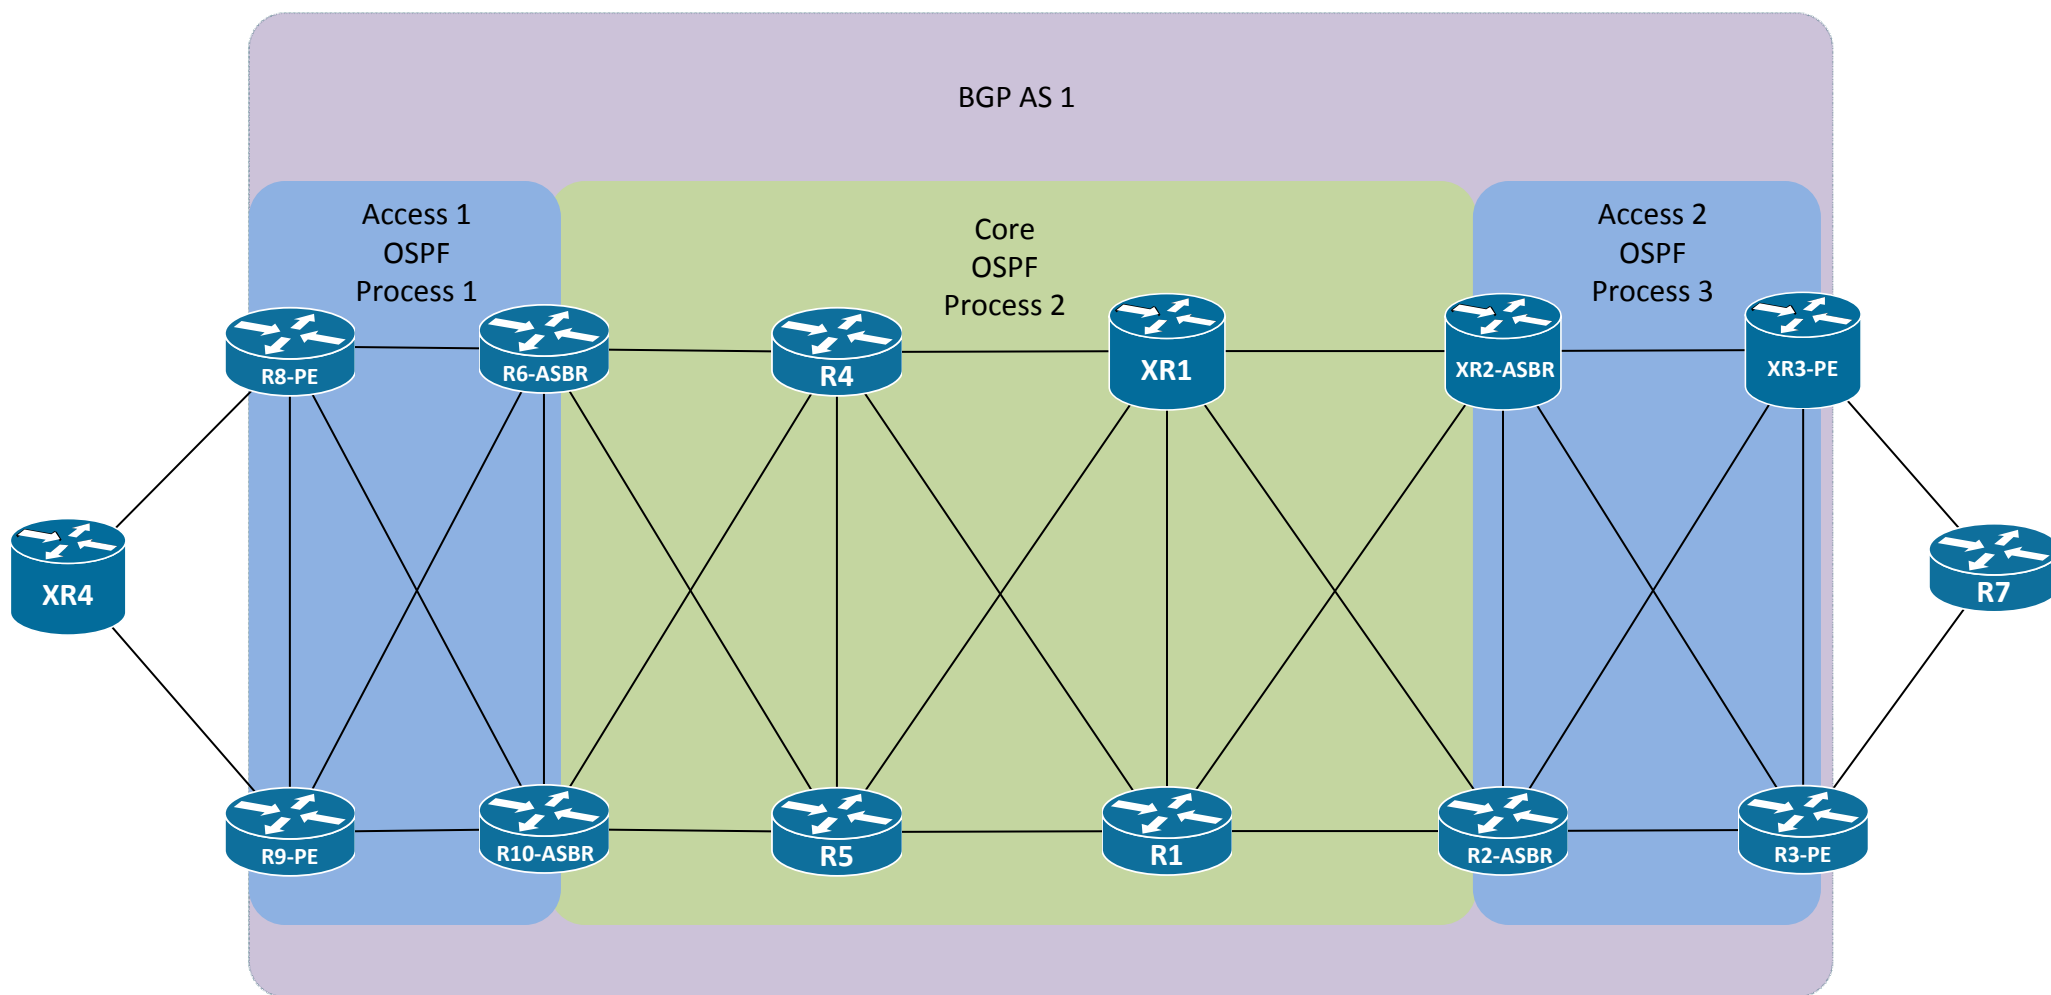 BGP AS 1
Access 1
OSPF
Process 1
Core
OSPF
Process 2
Access 2
OSPF
Process 3
R8-PE
R6-ASBR
R4
XR1
XR2-ASBR
XR3-PE
XR4
R7
R9-PE
R10-ASBR
R5
R1
R2-ASBR
R3-PE